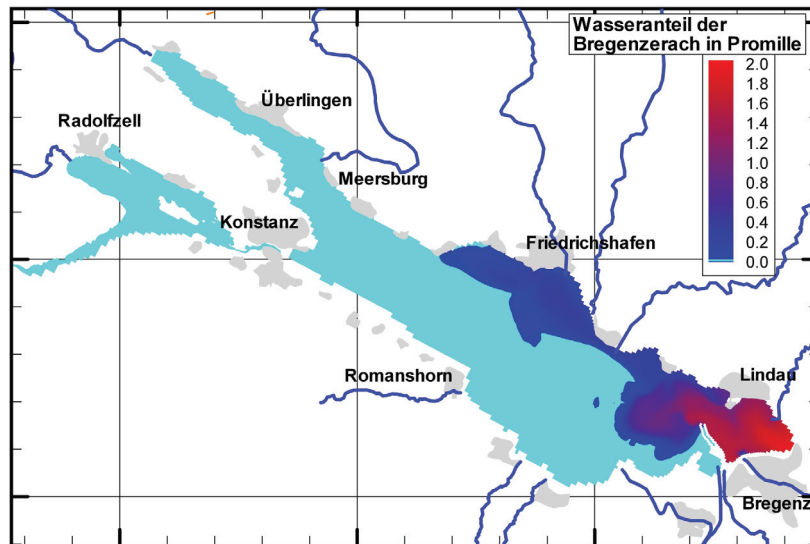 Wasseranteil der
Bregenzerach in Promille
2.0
1.8
1.6
1.4
1.2
1.0
0.8
0.6
0.4
0.2
0.0
Überlingen
Radolfzell
Meersburg
Konstanz
Friedrichshafen
Romanshorn
Lindau
Bregenz